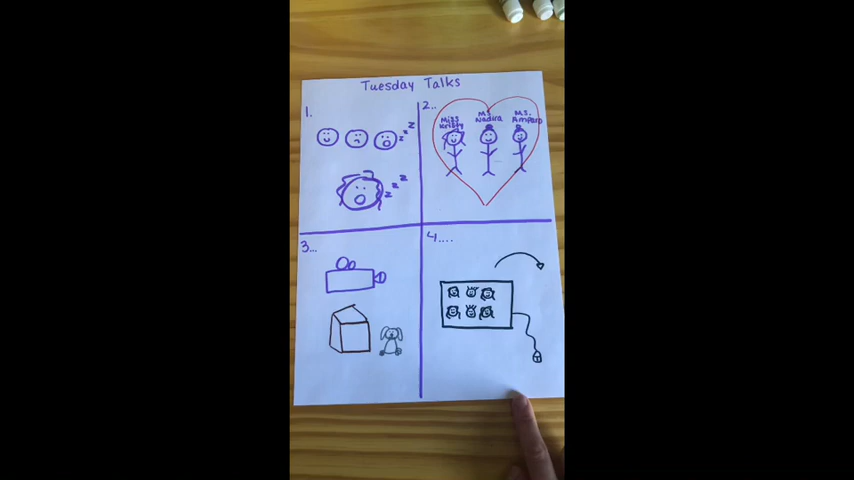 Tuesday Talks
1.
z z z
z z z
2..
Miss
Kristy
Ms
Nadira
Ms.
Amparo
3...
4....